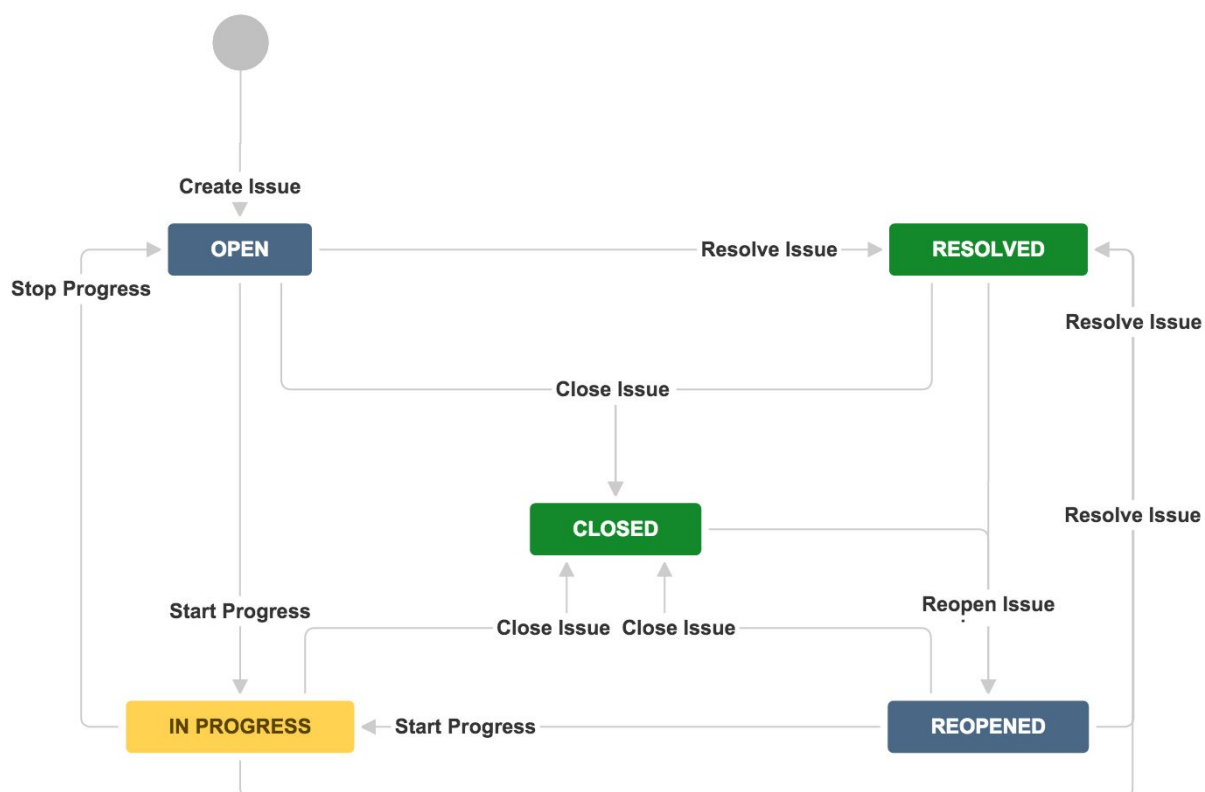 Create Issue
OPEN
Resolve Issue
RESOLVED
Stop Progress
Resolve Issue
Close Issue
CLOSED
Resolve Issue
Start Progress
Close Issue
Close Issue
Reopen Issue
IN PROGRESS
Start Progress
REOPENED